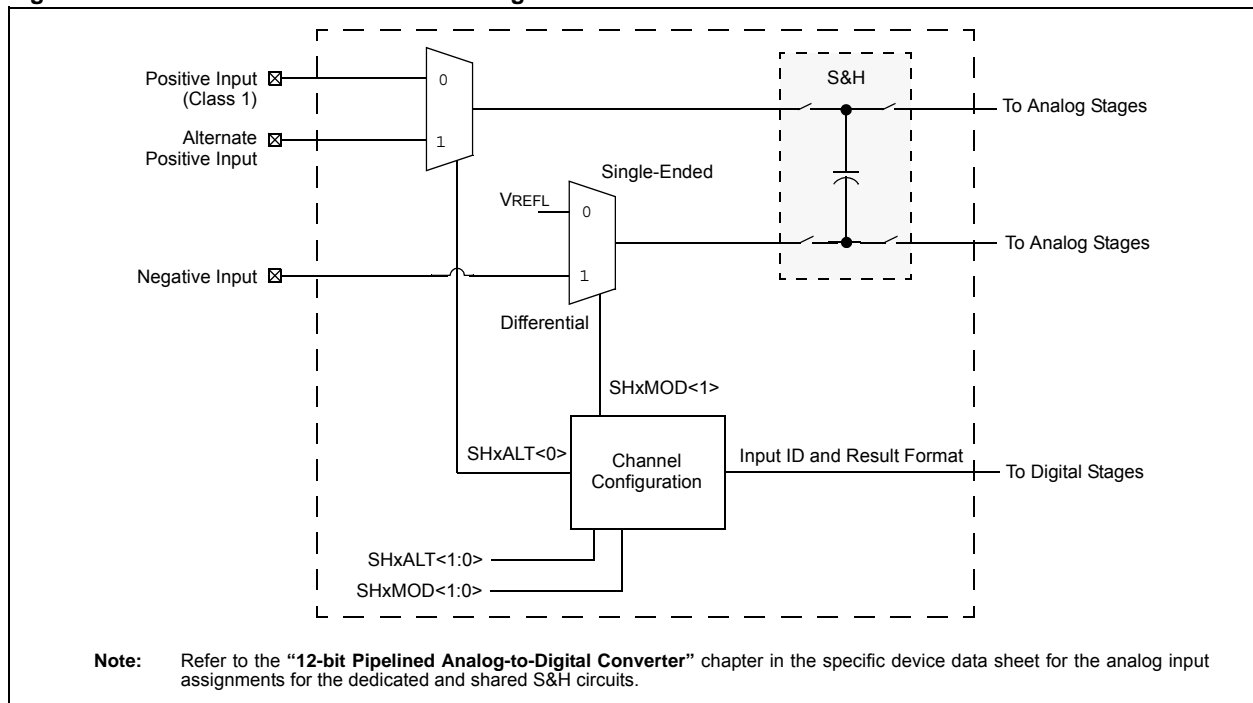 S&H
Positive Input
(Class 1)
0
To Analog Stages
Alternate
Positive Input
1
Single-Ended
VREFL
0
To Analog Stages
Negative Input
1
Differential
SHxMOD<1>
SHxALT<0>
Channel
Configuration
Input ID and Result Format
To Digital Stages
SHxALT<1:0>
SHxMOD<1:0>
Note: Refer to the “12-bit Pipelined Analog-to-Digital Converter” chapter in the specific device data sheet for the analog input
assignments for the dedicated and shared S&H circuits.